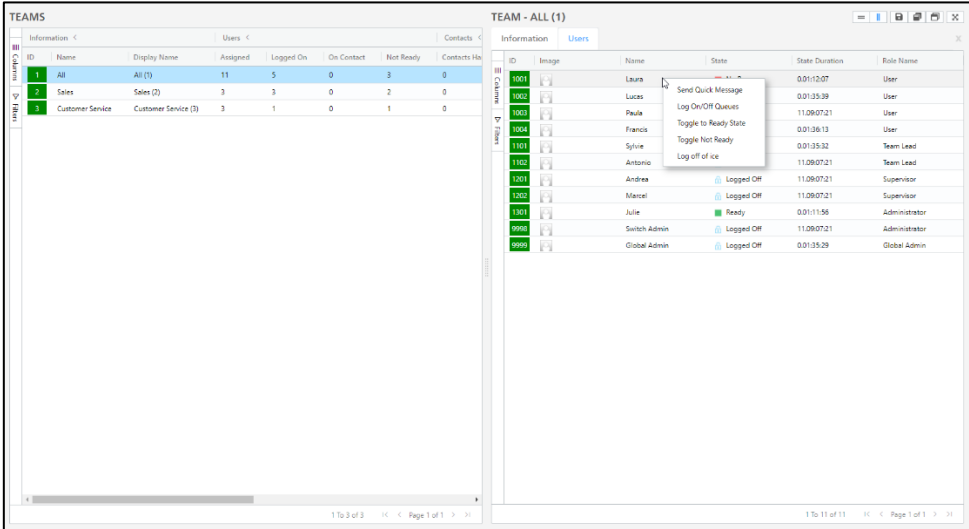 TEAMS
Information <
Users <
Contacts <
Columns
Filters
ID Name Display Name Assigned Logged On On Contact Not Ready Contacts Ha
1 All All (1) 11 5 0 3 0
2 Sales Sales (2) 3 3 0 2 0
3 Customer Service Customer Service (3) 3 1 0 1 0
1 To 3 of 3 Page 1 of 1
TEAM - ALL (1)
Information Users
Columns
Filters
ID Image Name State State Duration Role Name
1001 Laura 0.01:12:07 User
1002 Lucas 0.01:35:39 User
1003 Paula 11.09:07:21 User
1004 Francis 0.01:36:13 User
1101 Sylvie 0.01:35:32 Team Lead
1102 Antonio 11.09:07:21 Team Lead
1201 Andrea Logged Off 11.09:07:21 Supervisor
1202 Marcel Logged Off 11.09:07:21 Supervisor
1301 Julie Ready 0.01:11:56 Administrator
9998 Switch Admin Logged Off 11.09:07:21 Administrator
9999 Global Admin Logged Off 0.01:35:29 Global Admin
Send Quick Message
Log On/Off Queues
Toggle to Ready State
Toggle Not Ready
Log off of ice
1 To 11 of 11 Page 1 of 1